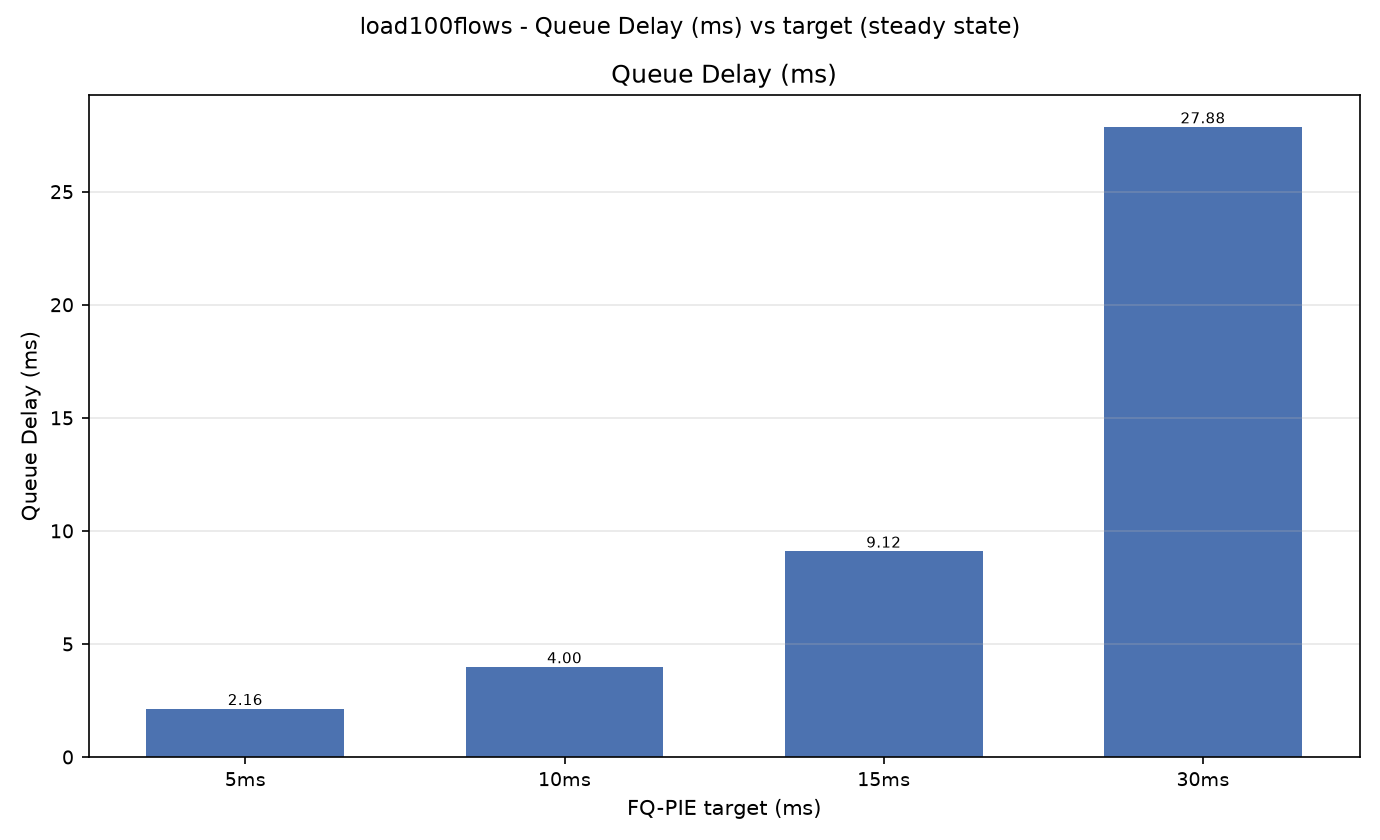 load100flows - Queue Delay (ms) vs target (steady state)
Queue Delay (ms)
27.88
25
20
15
10
9.12
5
4.00
2.16
0
5ms
10ms
15ms
30ms
Queue Delay (ms)
FQ-PIE target (ms)